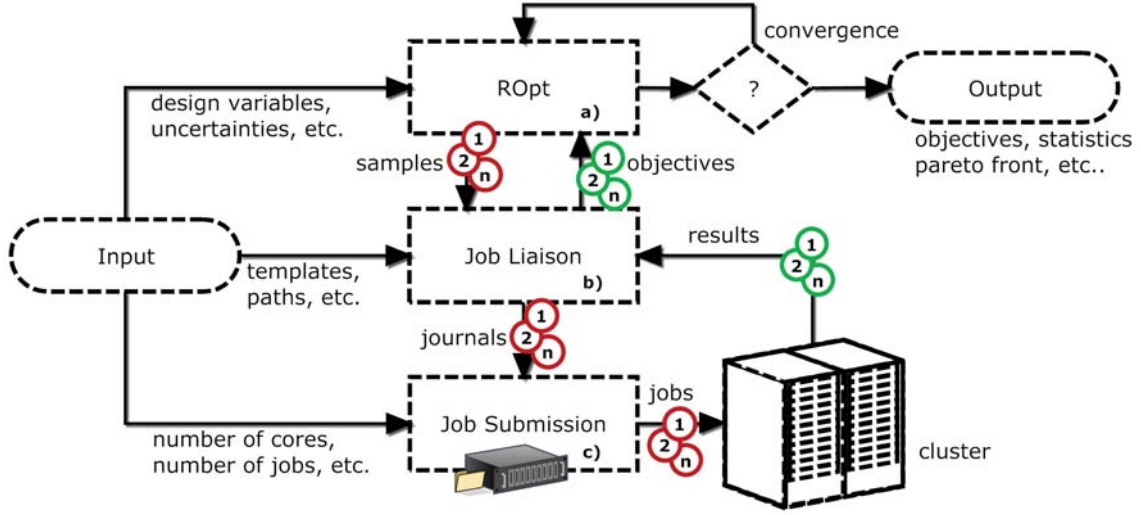 convergence
ROpt
a)
?
Output
design variables,
uncertainties, etc.
objectives, statistics
pareto front, etc..
samples
1
2
n
1
2
n
objectives
Input
templates,
paths, etc.
Job Liaison
b)
results
1
2
n
journals
1
2
n
Job Submission
c)
jobs
1
2
n
number of cores,
number of jobs, etc.
cluster